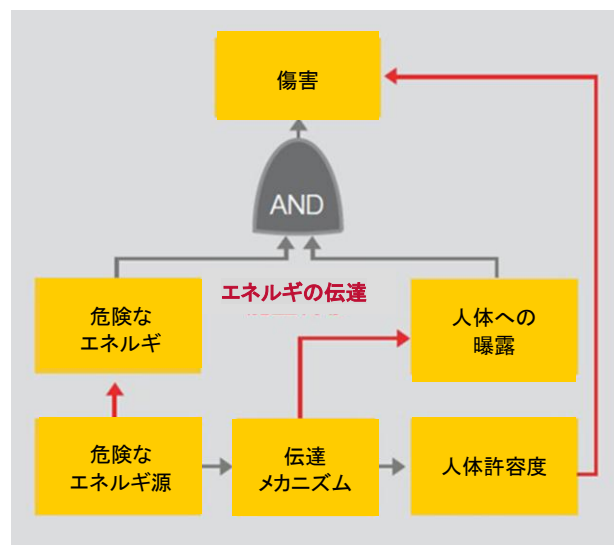 傷害
AND
エネルギの伝達
危険な
エネルギ
人体への
曝露
危険な
エネルギ源
伝達
メカニズム
人体許容度